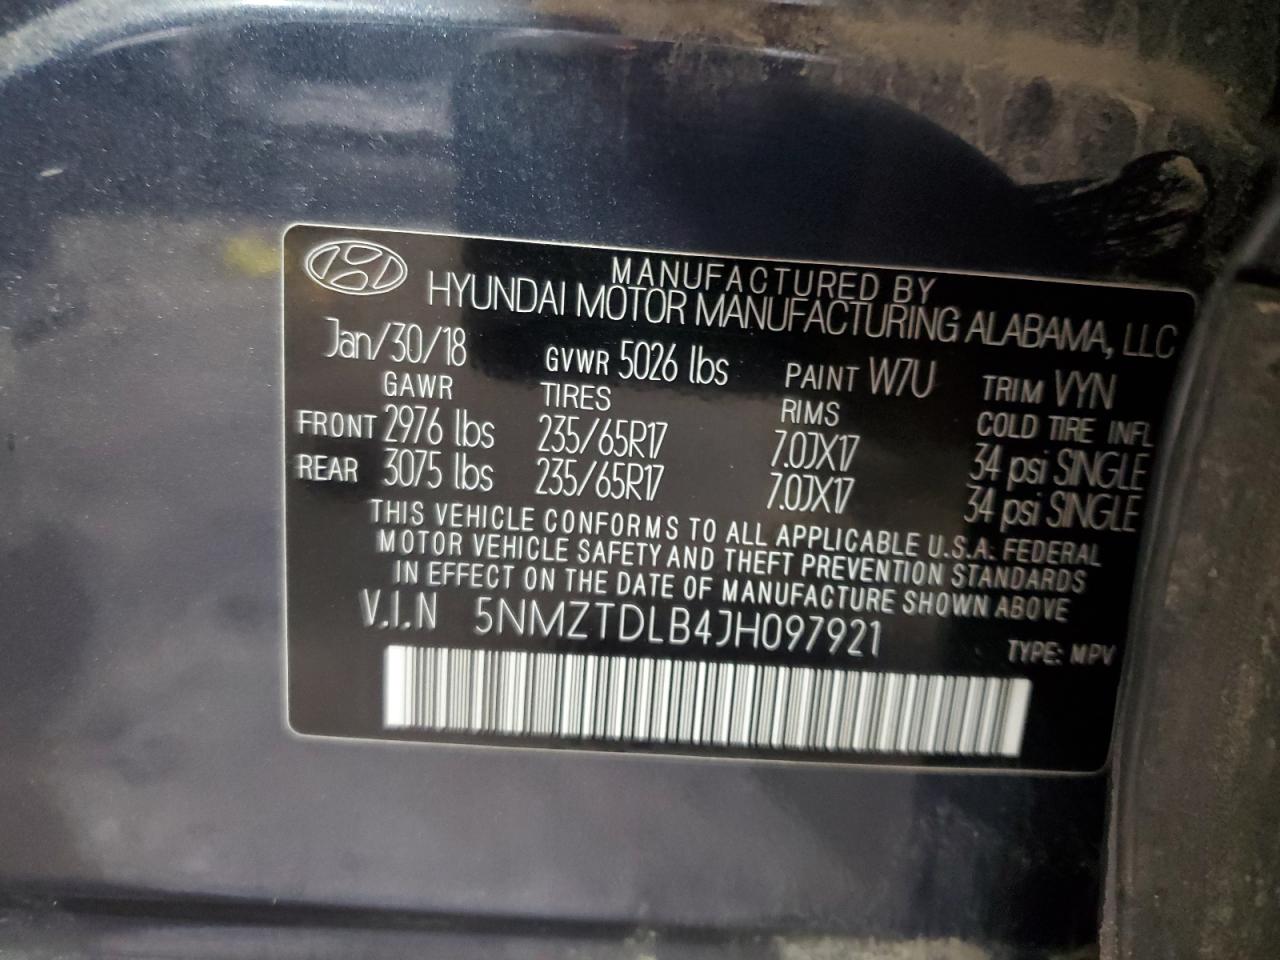 MANUFACTURED BY
HYUNDAI MOTOR MANUFACTURING ALABAMA, LLC
Jan/30/18 GVWR 5026 lbs PAINT W7U TRIM VYN
GAWR TIRES RIMS COLD TIRE INFL
FRONT 2976 lbs 235/65R17 7.0JX17 34 psi SINGLE
REAR 3075 lbs 235/65R17 7.0JX17 34 psi SINGLE
THIS VEHICLE CONFORMS TO ALL APPLICABLE U.S.A. FEDERAL
MOTOR VEHICLE SAFETY AND THEFT PREVENTION STANDARDS
IN EFFECT ON THE DATE OF MANUFACTURE SHOWN ABOVE
V.I.N 5NMZTDLB4JH097921 TYPE: MPV